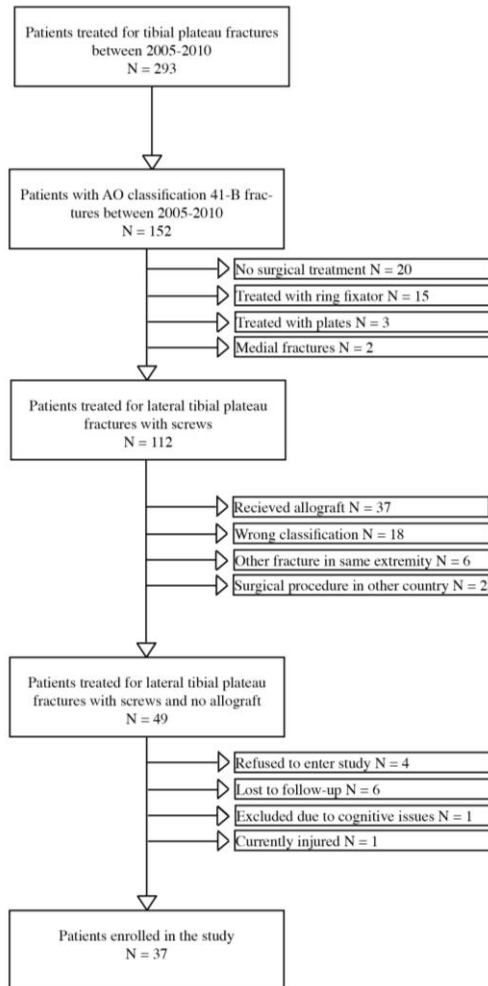 Patients treated for tibial plateau fractures
between 2005-2010
N = 293
Patients with AO classification 41-B frac-
tures between 2005-2010
N = 152
No surgical treatment N = 20
Treated with ring fixator N = 15
Treated with plates N = 3
Medial fractures N = 2
Patients treated for lateral tibial plateau
fractures with screws
N = 112
Recieved allograft N = 37
Wrong classification N = 18
Other fracture in same extremity N = 6
Surgical procedure in other country N = 2
Patients treated for lateral tibial plateau
fractures with screws and no allograft
N = 49
Refused to enter study N = 4
Lost to follow-up N = 6
Excluded due to cognitive issues N = 1
Currently injured N = 1
Patients enrolled in the study
N = 37